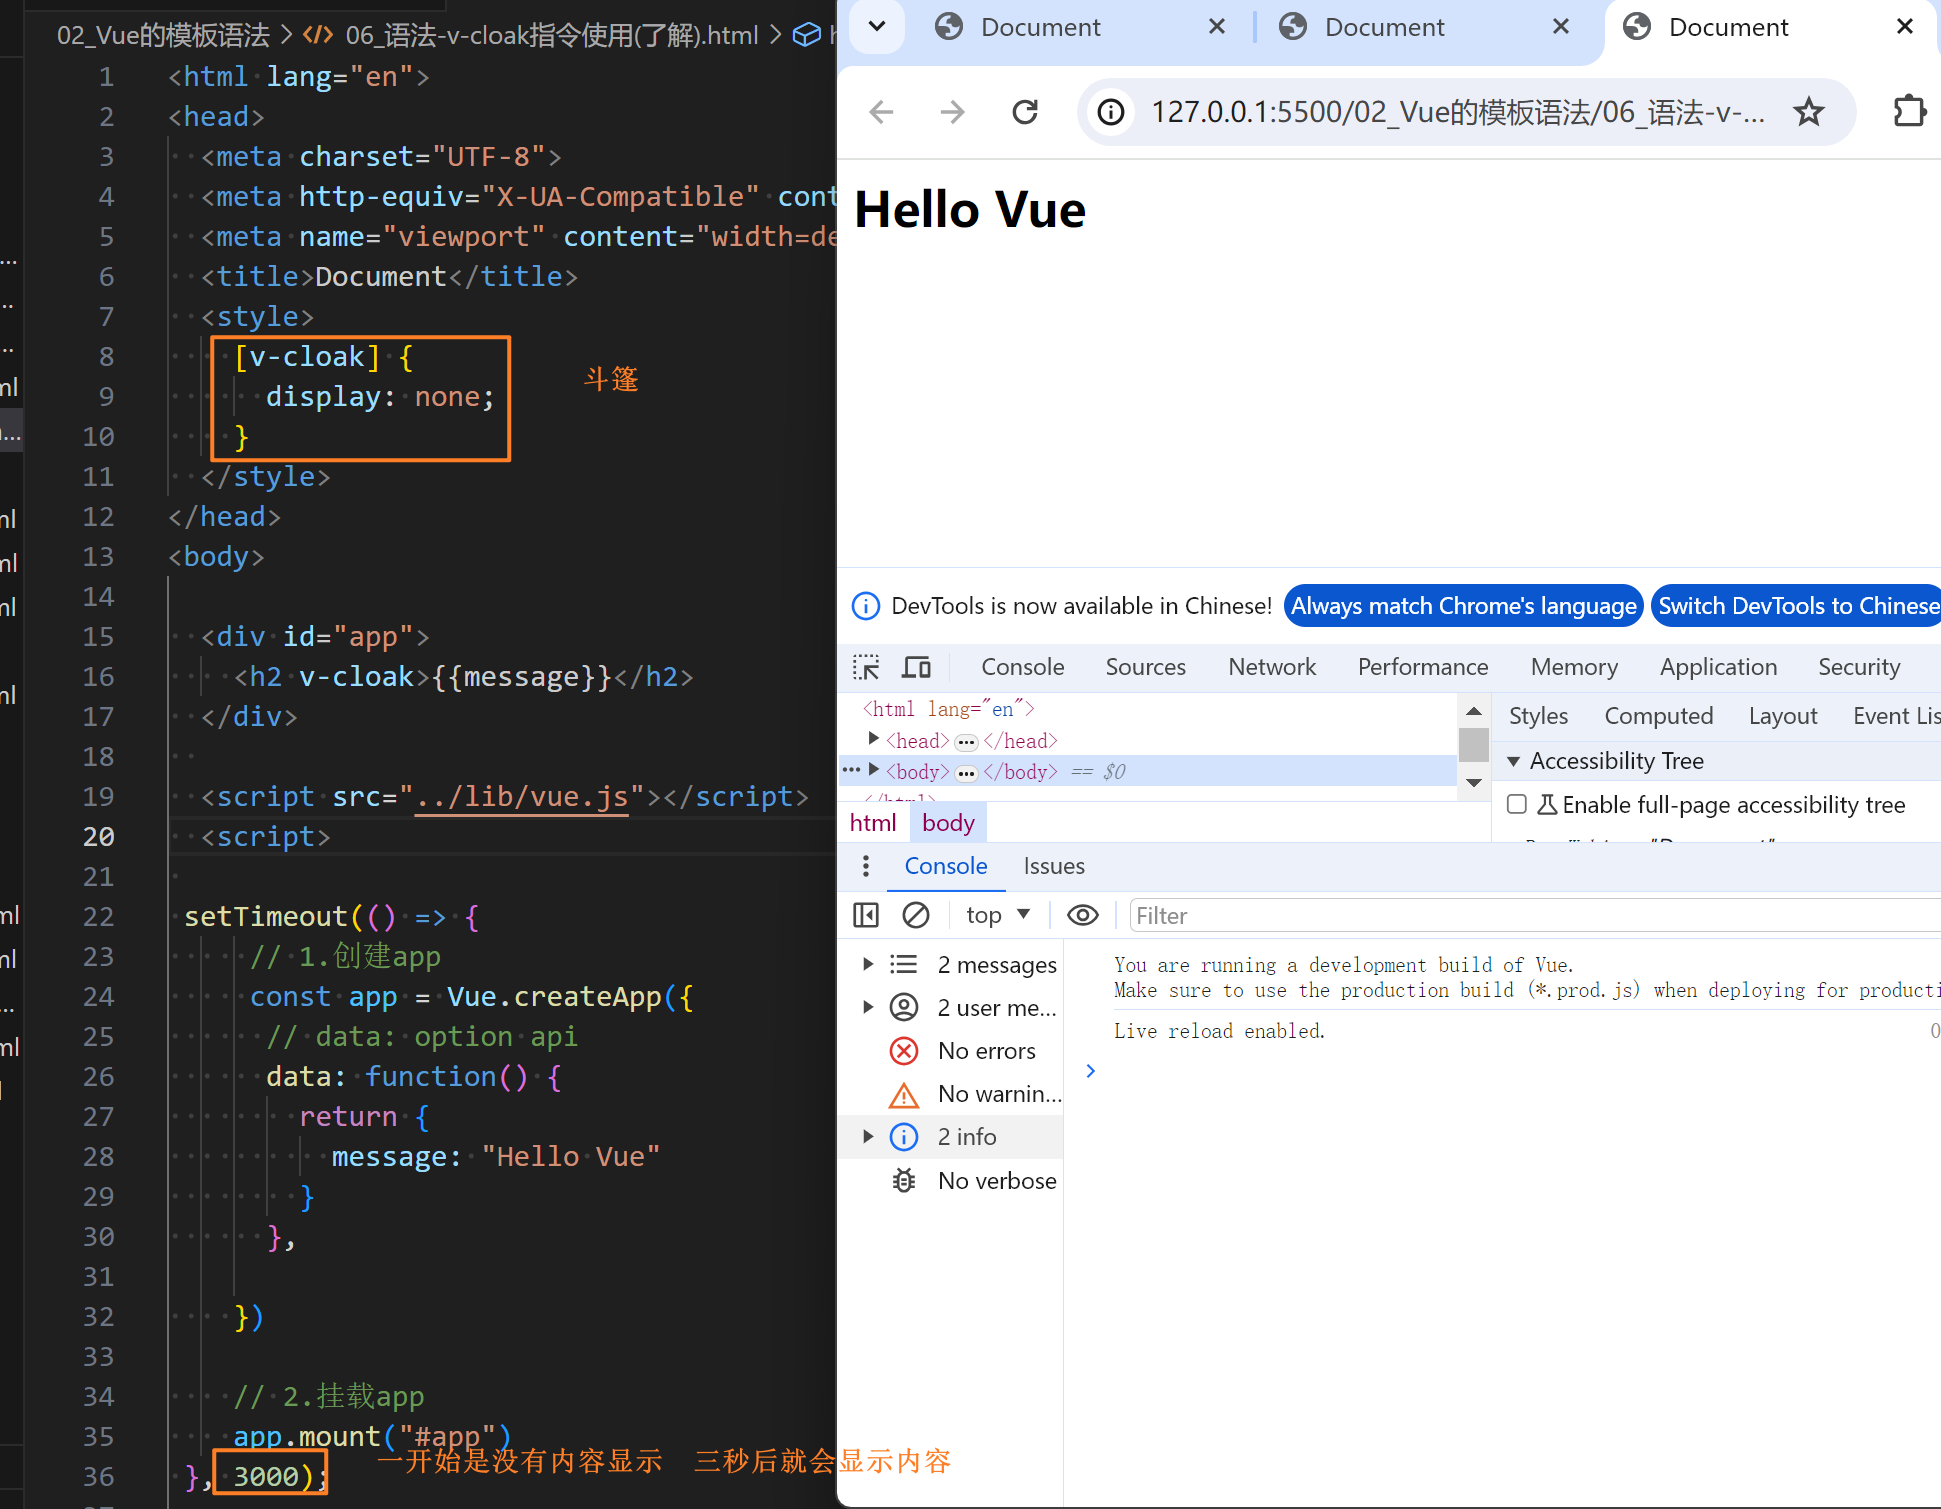 02_Vue的模板语法 > 06_语法-v-cloak指令使用(了解).html >
1 <html lang="en">
2 <head>
3 <meta charset="UTF-8">
4 <meta http-equiv="X-UA-Compatible" cont
5 <meta name="viewport" content="width=de
6 <title>Document</title>
7 <style>
8 [v-cloak] {
斗篷
9 display: none;
10 }
11 </style>
12 </head>
13 <body>
14
15 <div id="app">
16 <h2 v-cloak>{{message}}</h2>
17 </div>
18
19 <script src="../lib/vue.js"></script>
20 <script>
21
22 setTimeout(() => {
23 // 1.创建app
24 const app = Vue.createApp({
25 // data: option api
26 data: function() {
27 return {
28 message: "Hello Vue"
29 }
30 },
31
32 })
33
34 // 2.挂载app
35 app.mount("#app")
36 }, 3000);
一开始是没有内容显示 三秒后就会显示内容
Document
Document
Document
127.0.0.1:5500/02_Vue的模板语法/06_语法-v-...
Hello Vue
DevTools is now available in Chinese! Always match Chrome's language Switch DevTools to Chinese
Console Sources Network Performance Memory Application Security
<html lang="en">
<head> ... </head>
... <body> ... </body> == $0
html body
Styles Computed Layout Event Lis
Accessibility Tree
Enable full-page accessibility tree
Console Issues
top Filter
2 messages
2 user me...
No errors
No warnin...
2 info
No verbose
You are running a development build of Vue.
Make sure to use the production build (*.prod.js) when deploying for producti
Live reload enabled.